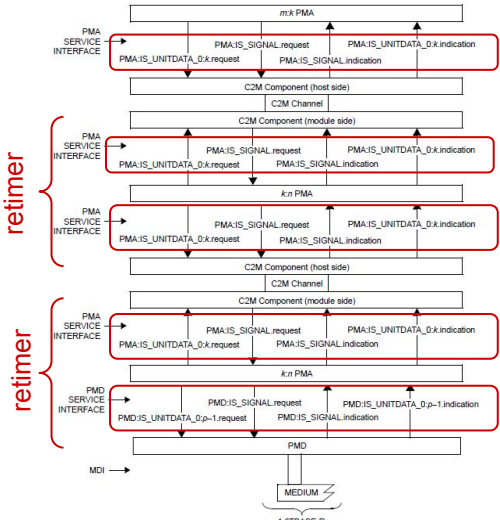 m:k PMA
PMA
SERVICE
INTERFACE
PMA:IS_SIGNAL.request
PMA:IS_UNITDATA_0:k.indication
PMA:IS_UNITDATA_0:k.request
PMA:IS_SIGNAL.indication
C2M Component (host side)
C2M Channel
C2M Component (module side)
retimer
PMA
SERVICE
INTERFACE
PMA:IS_SIGNAL.request
PMA:IS_UNITDATA_0:k.indication
PMA:IS_UNITDATA_0:k.request
PMA:IS_SIGNAL.indication
k:n PMA
PMA
SERVICE
INTERFACE
PMA:IS_SIGNAL.request
PMA:IS_UNITDATA_0:k.indication
PMA:IS_UNITDATA_0:k.request
PMA:IS_SIGNAL.indication
C2M Component (host side)
C2M Channel
C2M Component (module side)
retimer
PMA
SERVICE
INTERFACE
PMA:IS_SIGNAL.request
PMA:IS_UNITDATA_0:k.indication
PMA:IS_UNITDATA_0:k.request
PMA:IS_SIGNAL.indication
k:n PMA
PMD
SERVICE
INTERFACE
PMD:IS_SIGNAL.request
PMD:IS_UNITDATA_0:p–1.indication
PMD:IS_UNITDATA_0:p–1.request
PMD:IS_SIGNAL.indication
PMD
MDI
MEDIUM